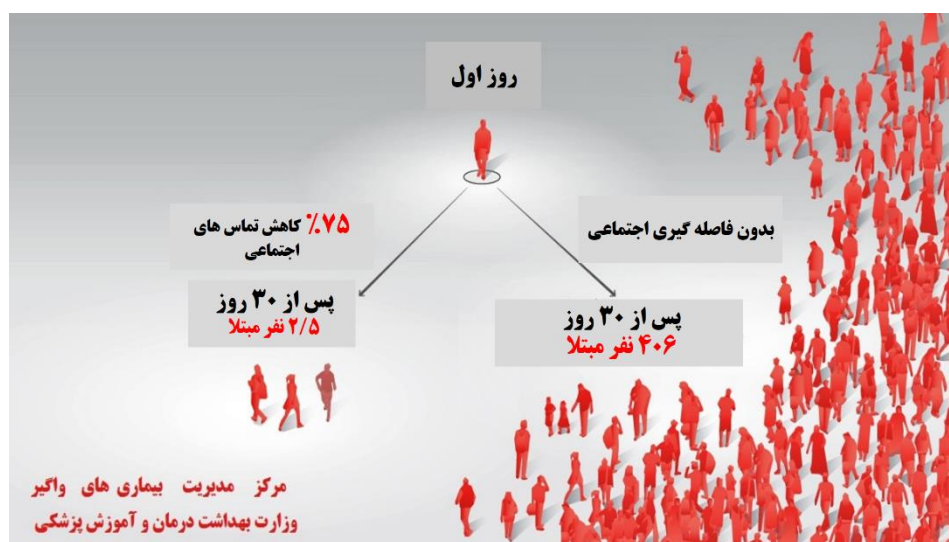 روز اول
بدون فاصله گیری اجتماعی
پس از ۳۰ روز
۴۰۶ نفر مبتلا
۷۵٪ کاهش تماس های
اجتماعی
پس از ۳۰ روز
۲/۵ نفر مبتلا
مرکز مدیریت بیماری های واگیر
وزارت بهداشت درمان و آموزش پزشکی